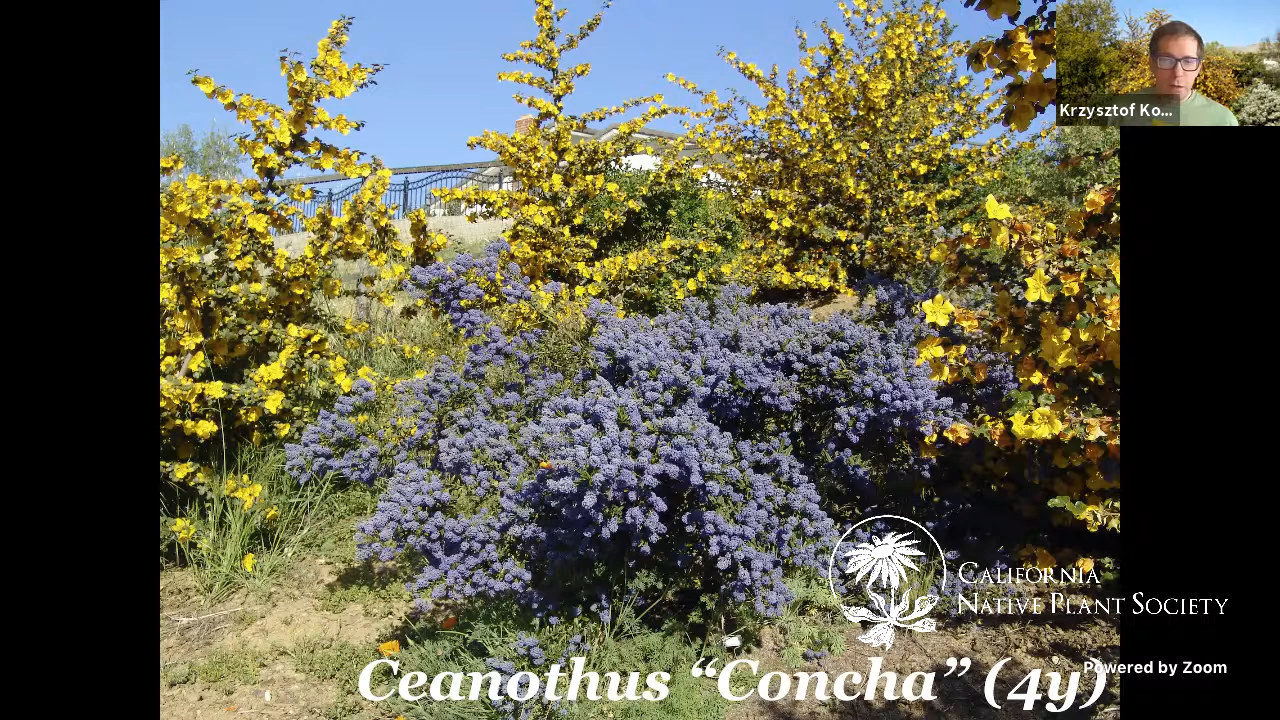 Krzysztof Ko...
CALIFORNIA
NATIVE PLANT SOCIETY
Powered by Zoom
Ceanothus “Concha” (4y)